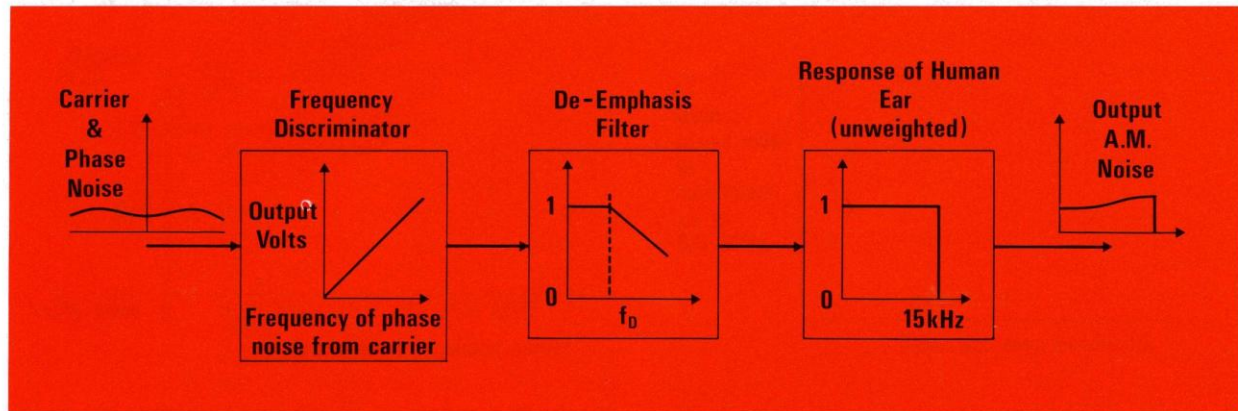 Carrier
&
Phase
Noise
Frequency
Discriminator
Output
Volts
Frequency of phase
noise from carrier
De-Emphasis
Filter
1
0
f_D
Response of Human
Ear
(unweighted)
1
0
15kHz
Output
A.M.
Noise